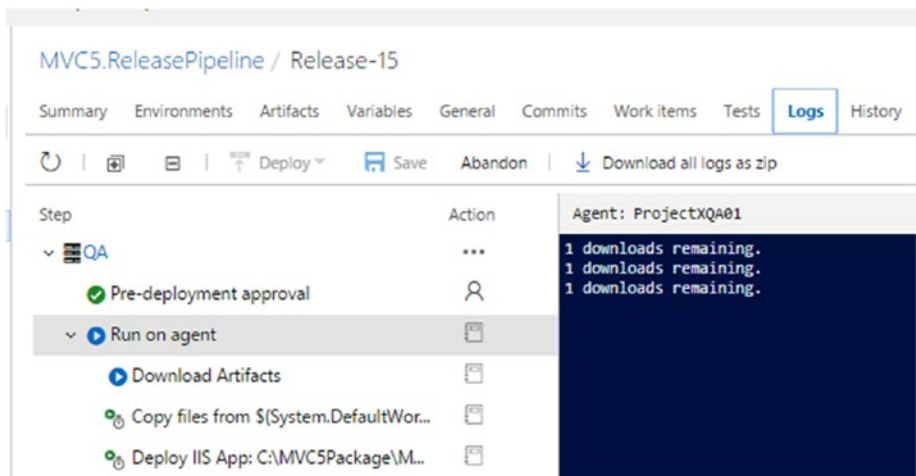 MVC5.ReleasePipeline / Release-15
Summary Environments Artifacts Variables General Commits Work items Tests Logs History
Deploy Save Abandon Download all logs as zip
Step Action Agent: ProjectXQA01
QA ... 1 downloads remaining.
1 downloads remaining.
1 downloads remaining.
Pre-deployment approval
Run on agent
Download Artifacts
Copy files from $(System.DefaultWor...
Deploy IIS App: C:\MVC5Package\M...